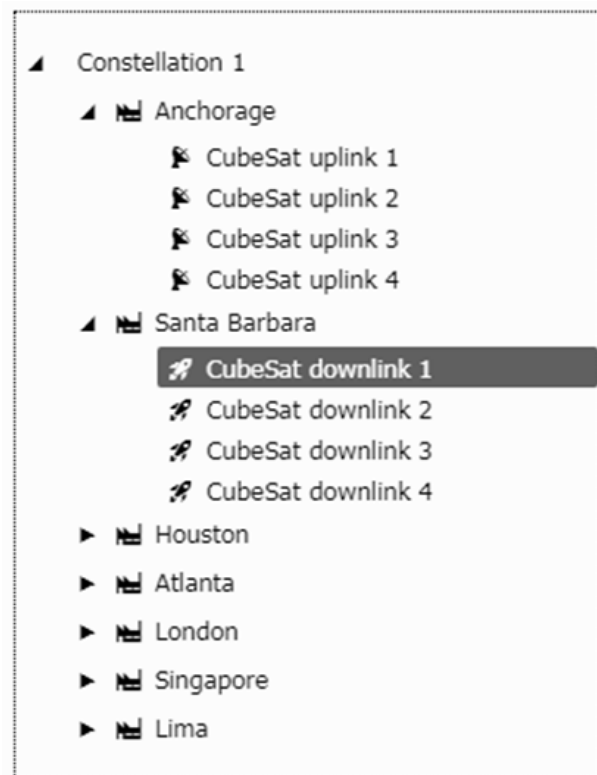 Constellation 1
Anchorage
CubeSat uplink 1
CubeSat uplink 2
CubeSat uplink 3
CubeSat uplink 4
Santa Barbara
CubeSat downlink 1
CubeSat downlink 2
CubeSat downlink 3
CubeSat downlink 4
Houston
Atlanta
London
Singapore
Lima